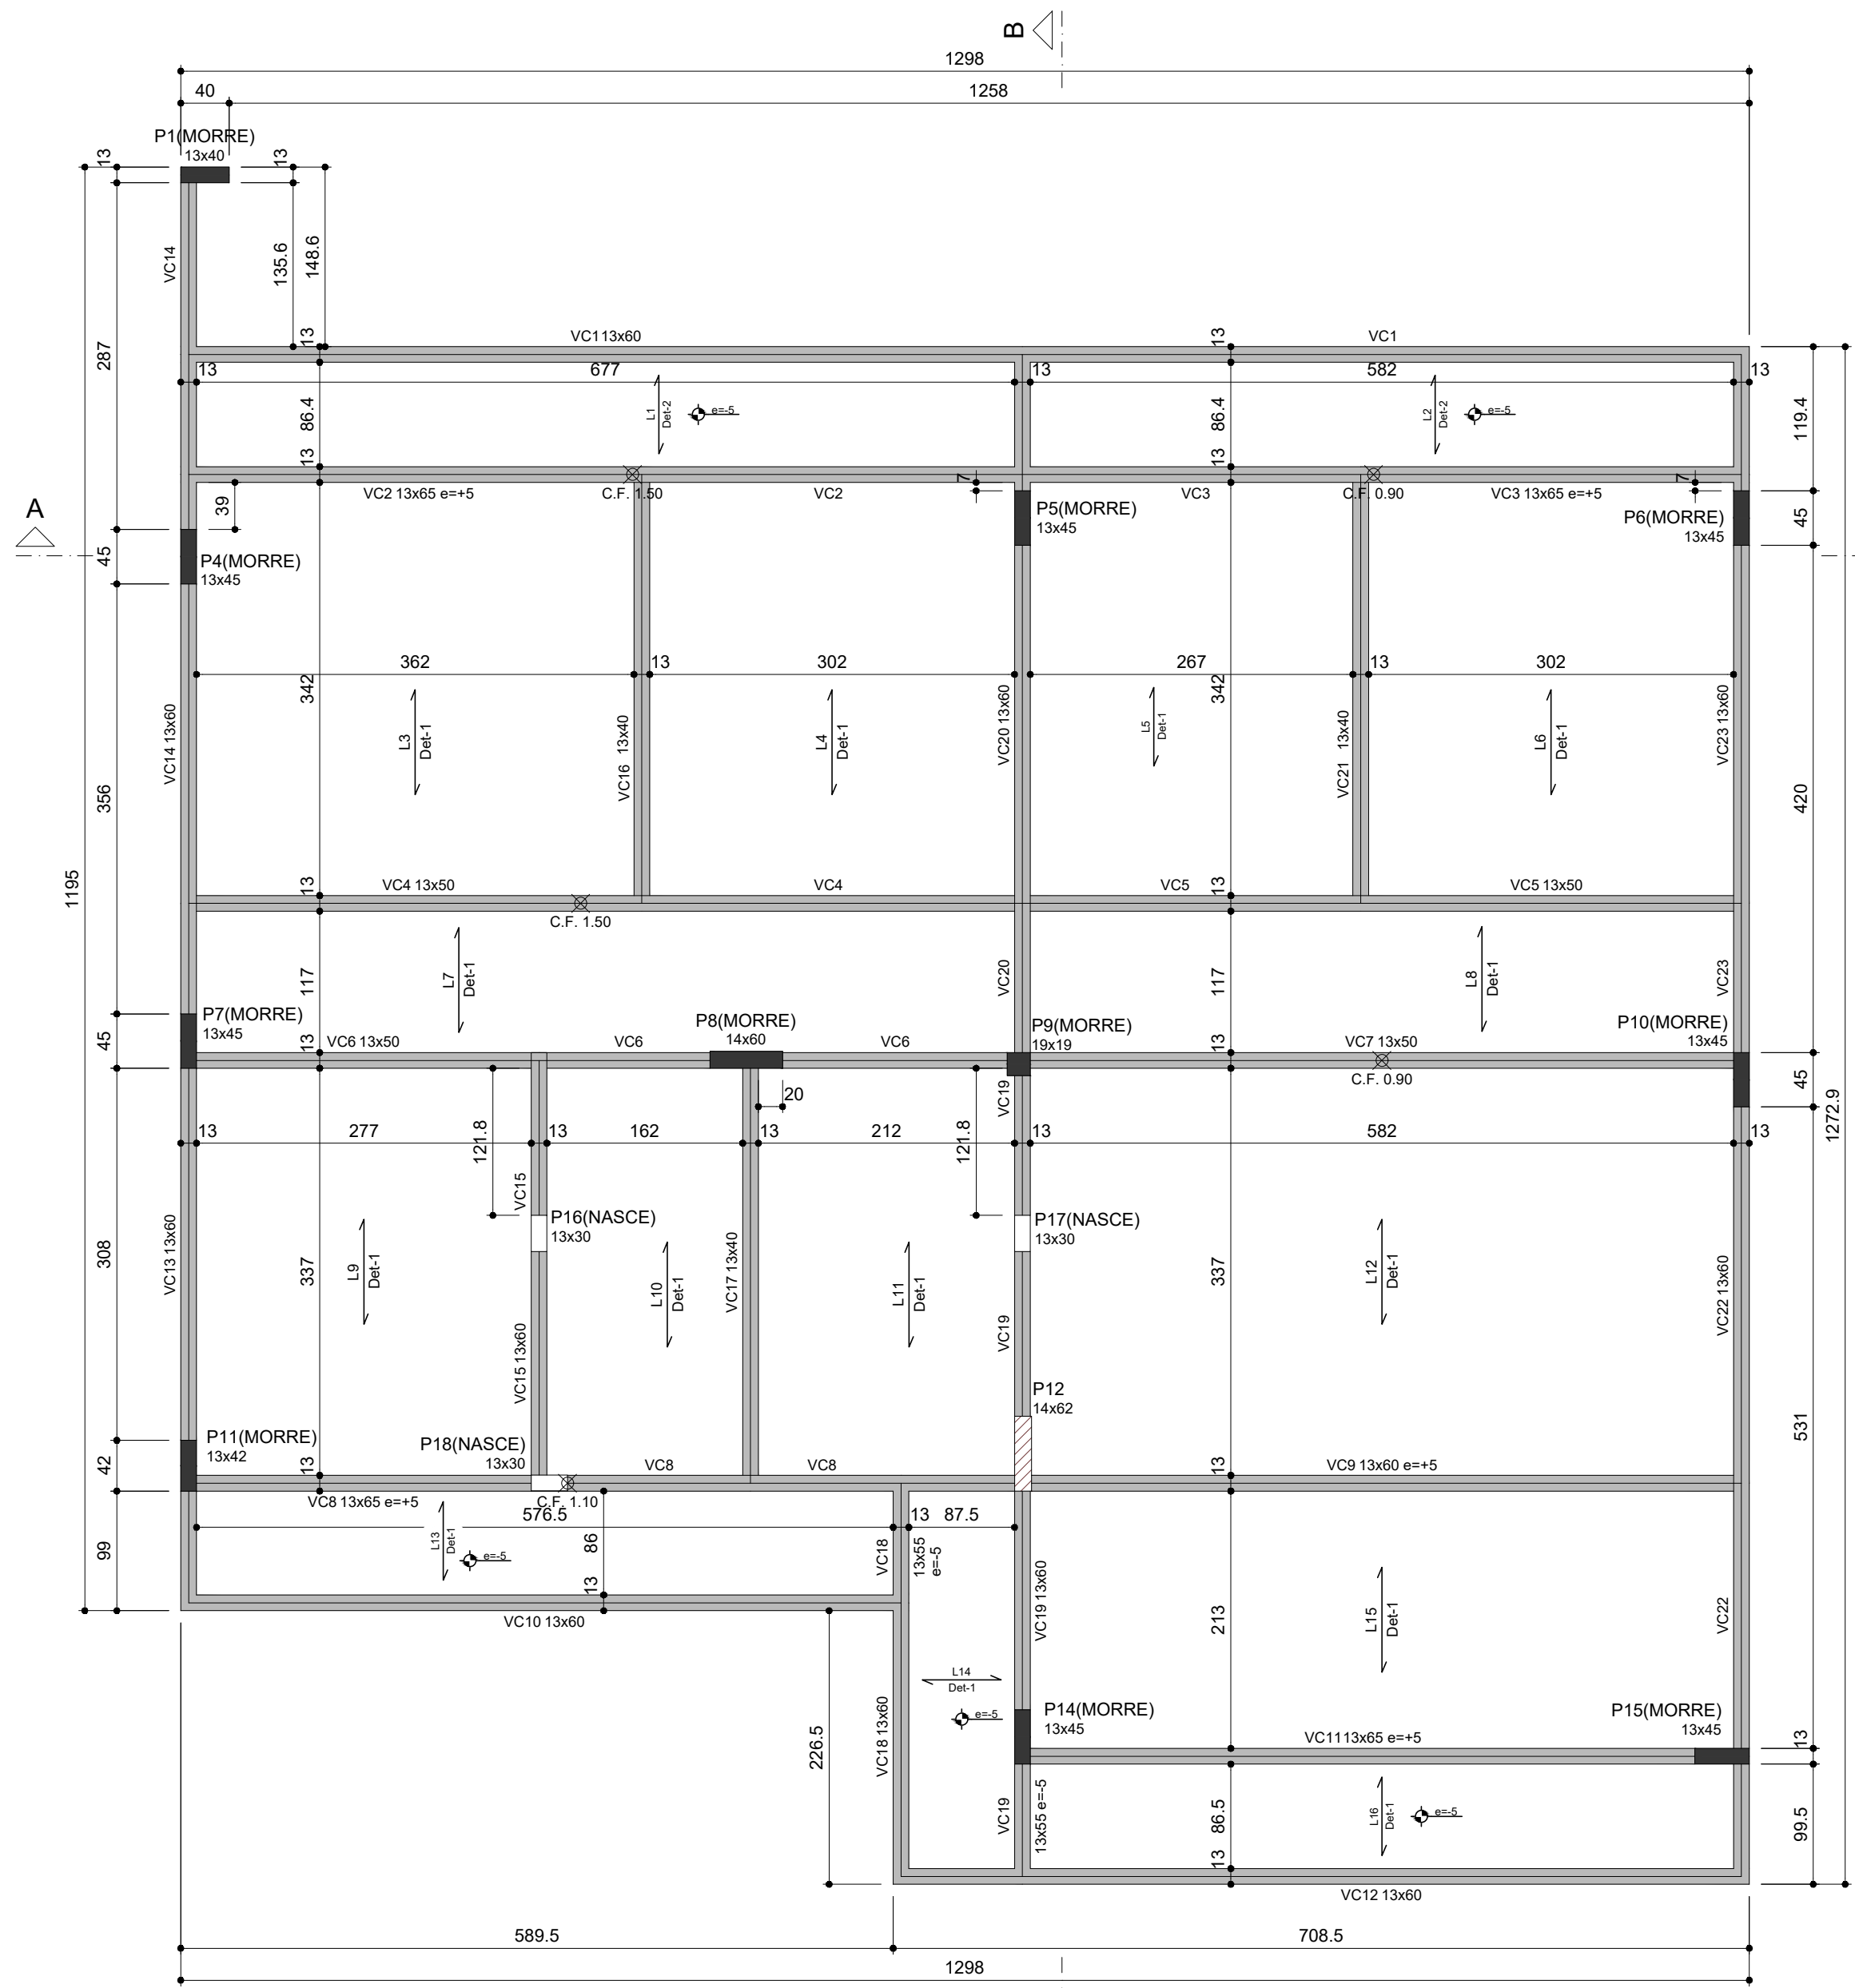 B
1298
40
1258
P1(MORRE)
13x40
13
13
135.6
148.6
VC14
287
VC113x60
VC1
13
13
13
677
13
582
13
86.4
L1
Det-2
e=-5
86.4
L2
Det-2
e=-5
119.4
13
13
VC2 13x65 e=+5
C.F. 1.50
VC2
7
VC3
C.F. 0.90
VC3 13x65 e=+5
7
39
A
45
P4(MORRE)
13x45
P5(MORRE)
13x45
P6(MORRE)
13x45
45
362
13
302
267
13
302
342
342
L3
Det-1
L4
Det-1
L5
Det-1
L6
Det-1
VC14 13x60
VC16 13x40
VC20 13x60
VC21 13x40
VC23 13x60
356
420
1195
13
VC4 13x50
VC4
VC5
13
VC5 13x50
C.F. 1.50
L7
Det-1
117
VC20
117
L8
Det-1
VC23
P7(MORRE)
13x45
45
13
VC6 13x50
VC6
P8(MORRE)
14x60
VC6
P9(MORRE)
19x19
13
VC7 13x50
C.F. 0.90
P10(MORRE)
13x45
45
1272.9
20
VC19
13
277
13
162
13
212
13
582
13
121.8
121.8
VC15
P16(NASCE)
13x30
P17(NASCE)
13x30
VC13 13x60
308
337
L9
Det-1
L10
Det-1
VC17 13x40
L11
Det-1
VC19
337
L12
Det-1
VC22 13x60
VC15 13x60
P12
14x62
P11(MORRE)
13x42
42
13
P18(NASCE)
13x30
VC8
VC8
13
VC9 13x60 e=+5
531
VC8 13x65 e=+5
C.F. 1.10
576.5
13
87.5
L13
Det-1
e=-5
86
13
99
VC18
13x55
e=-5
VC19 13x60
213
L15
Det-1
VC22
VC10 13x60
226.5
VC18 13x60
L14
Det-1
e=-5
P14(MORRE)
13x45
VC1113x65 e=+5
P15(MORRE)
13x45
13
VC19
13x55 e=-5
86.5
L16
Det-1
e=-5
99.5
13
VC12 13x60
589.5
708.5
1298